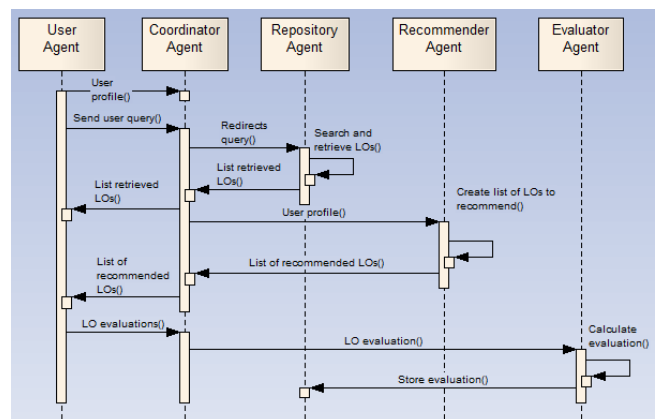 User
Agent
Coordinator
Agent
Repository
Agent
Recommender
Agent
Evaluator
Agent
User
profile()
Send user query()
Redirects
query()
Search and
retrieve LOs()
List retrieved
LOs()
List retrieved
LOs()
Create list of LOs to
recommend()
User profile()
List of recommended LOs()
List of
recommended
LOs()
LO evaluations()
LO evaluation()
Calculate
evaluation()
Store evaluation()